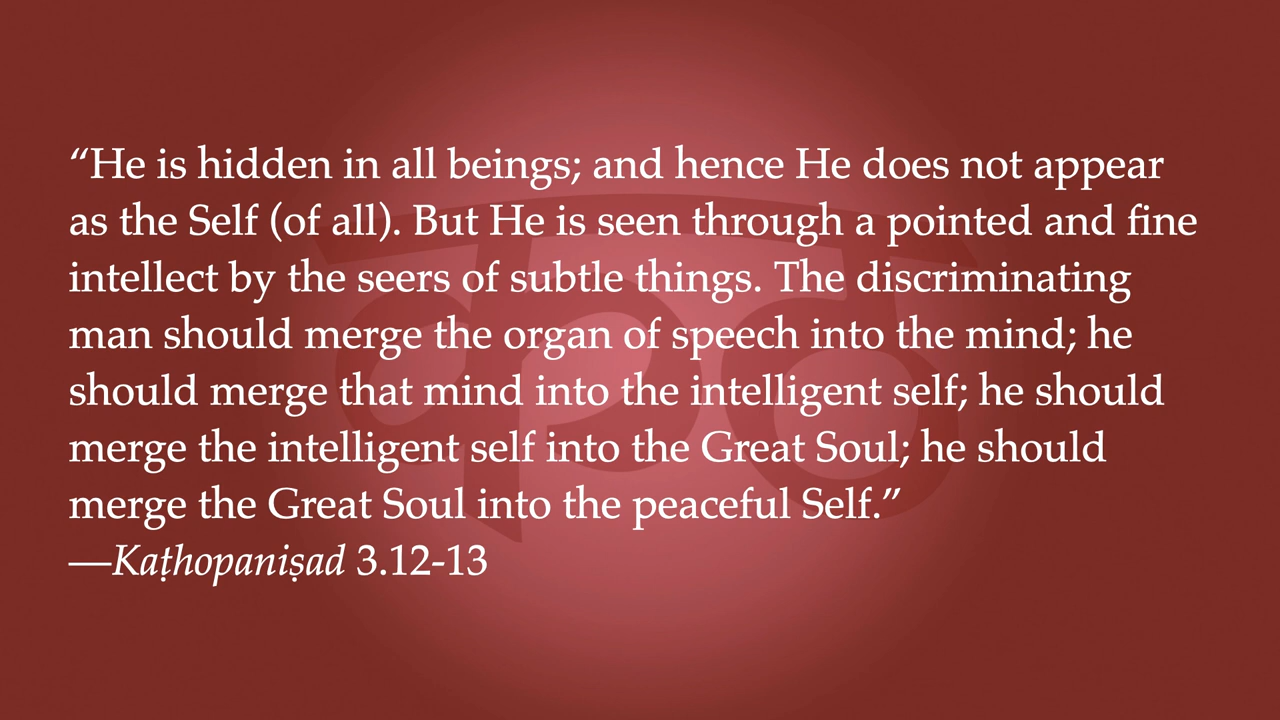 “He is hidden in all beings; and hence He does not appear
as the Self (of all). But He is seen through a pointed and fine
intellect by the seers of subtle things. The discriminating
man should merge the organ of speech into the mind; he
should merge that mind into the intelligent self; he should
merge the intelligent self into the Great Soul; he should
merge the Great Soul into the peaceful Self.”
—Kaṭhopaniṣad 3.12-13